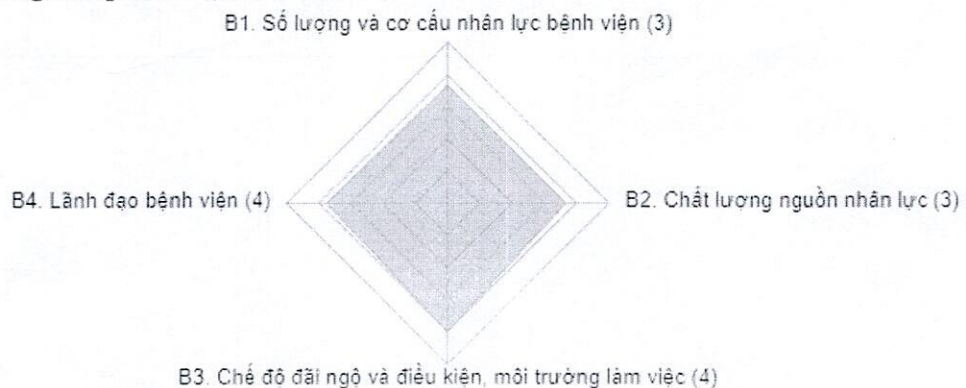 B1. Số lượng và cơ cấu nhân lực bệnh viện (3)
B4. Lãnh đạo bệnh viện (4)
B2. Chất lượng nguồn nhân lực (3)
B3. Chế độ đãi ngộ và điều kiện, môi trường làm việc (4)